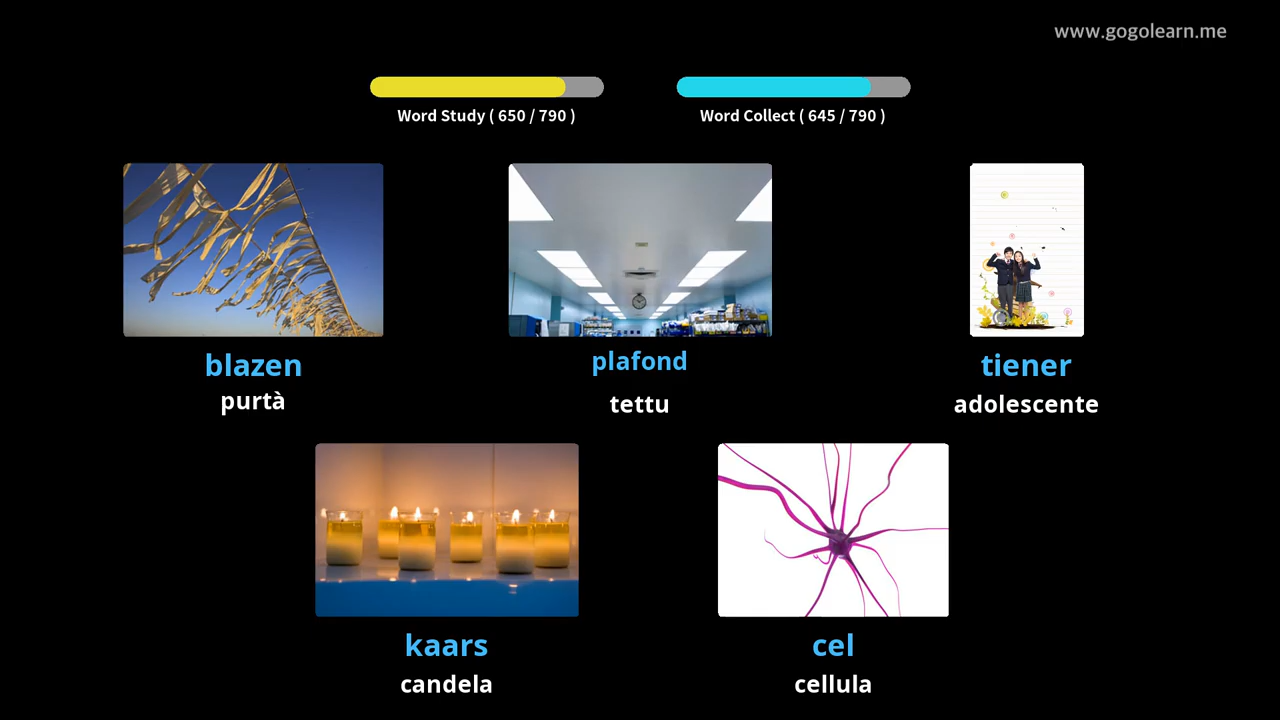 www.gogolearn.me
Word Study ( 650 / 790 )
Word Collect ( 645 / 790 )
blazen
purtà
plafond
tettu
tiener
adolescente
kaars
candela
cel
cellula